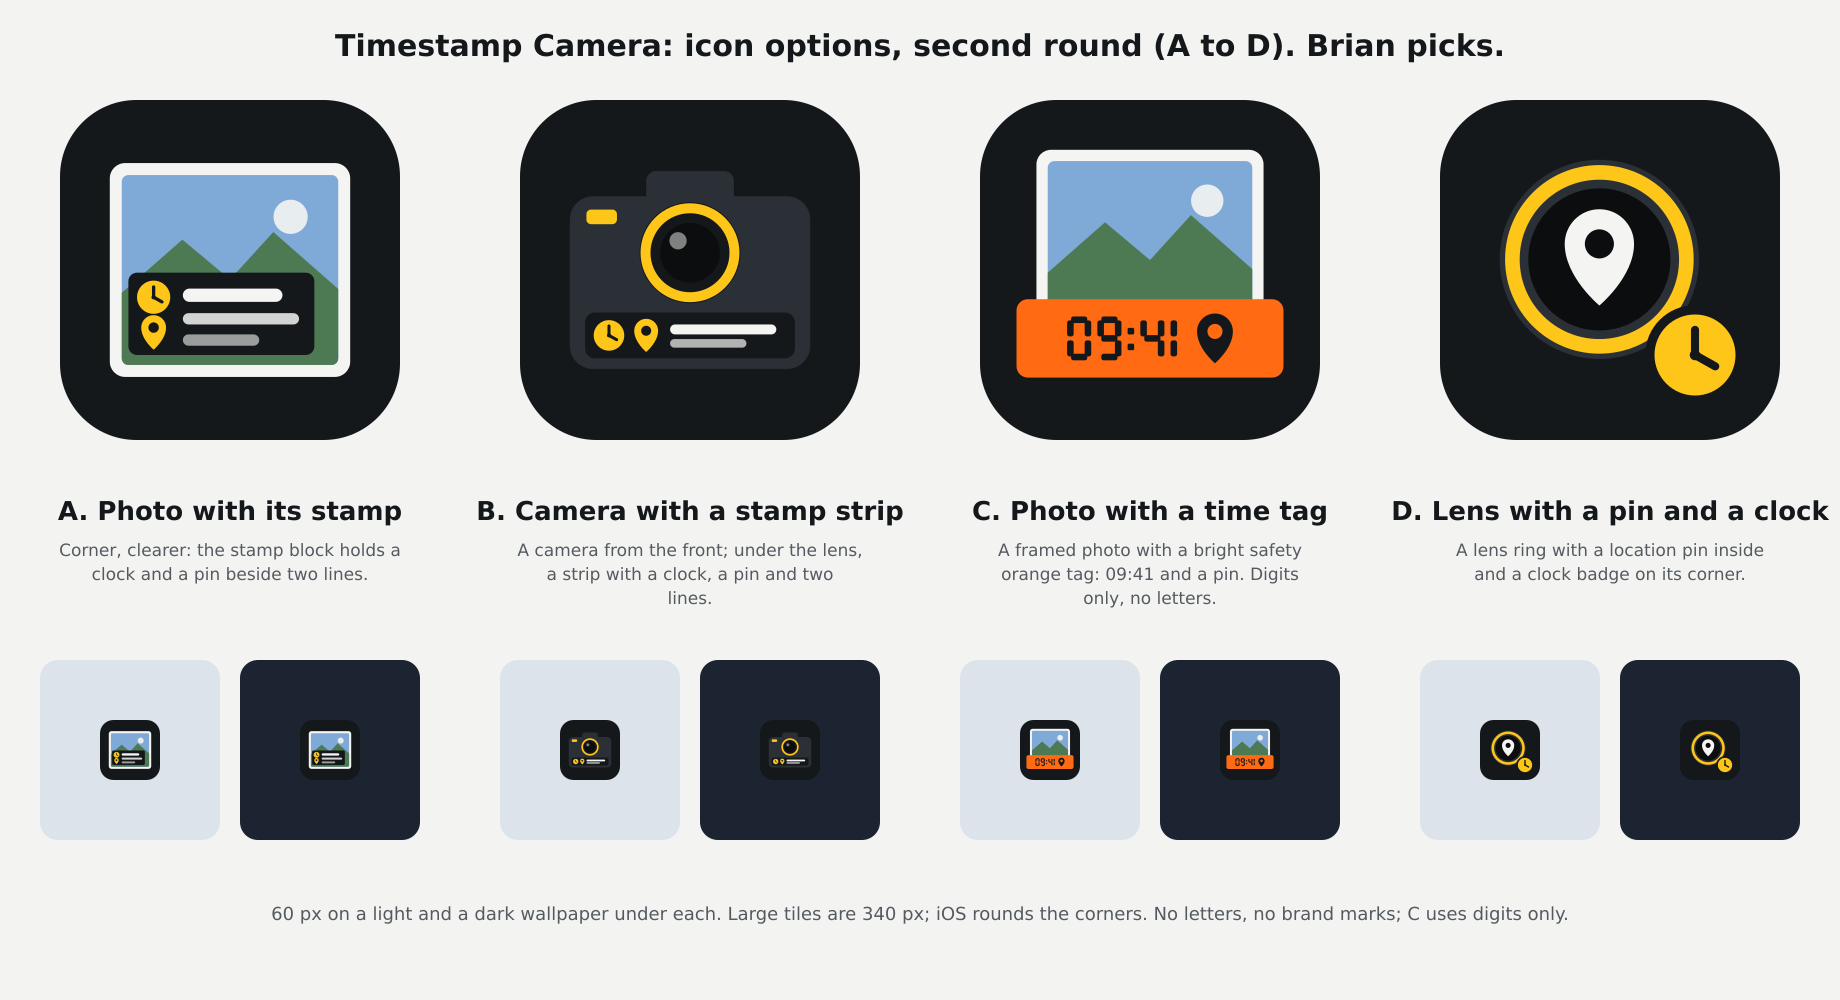 Timestamp Camera: icon options, second round (A to D). Brian picks.
09:41
A. Photo with its stamp
Corner, clearer: the stamp block holds a
clock and a pin beside two lines.
B. Camera with a stamp strip
A camera from the front; under the lens,
a strip with a clock, a pin and two
lines.
C. Photo with a time tag
A framed photo with a bright safety
orange tag: 09:41 and a pin. Digits
only, no letters.
D. Lens with a pin and a clock
A lens ring with a location pin inside
and a clock badge on its corner.
09:41
09:41
60 px on a light and a dark wallpaper under each. Large tiles are 340 px; iOS rounds the corners. No letters, no brand marks; C uses digits only.